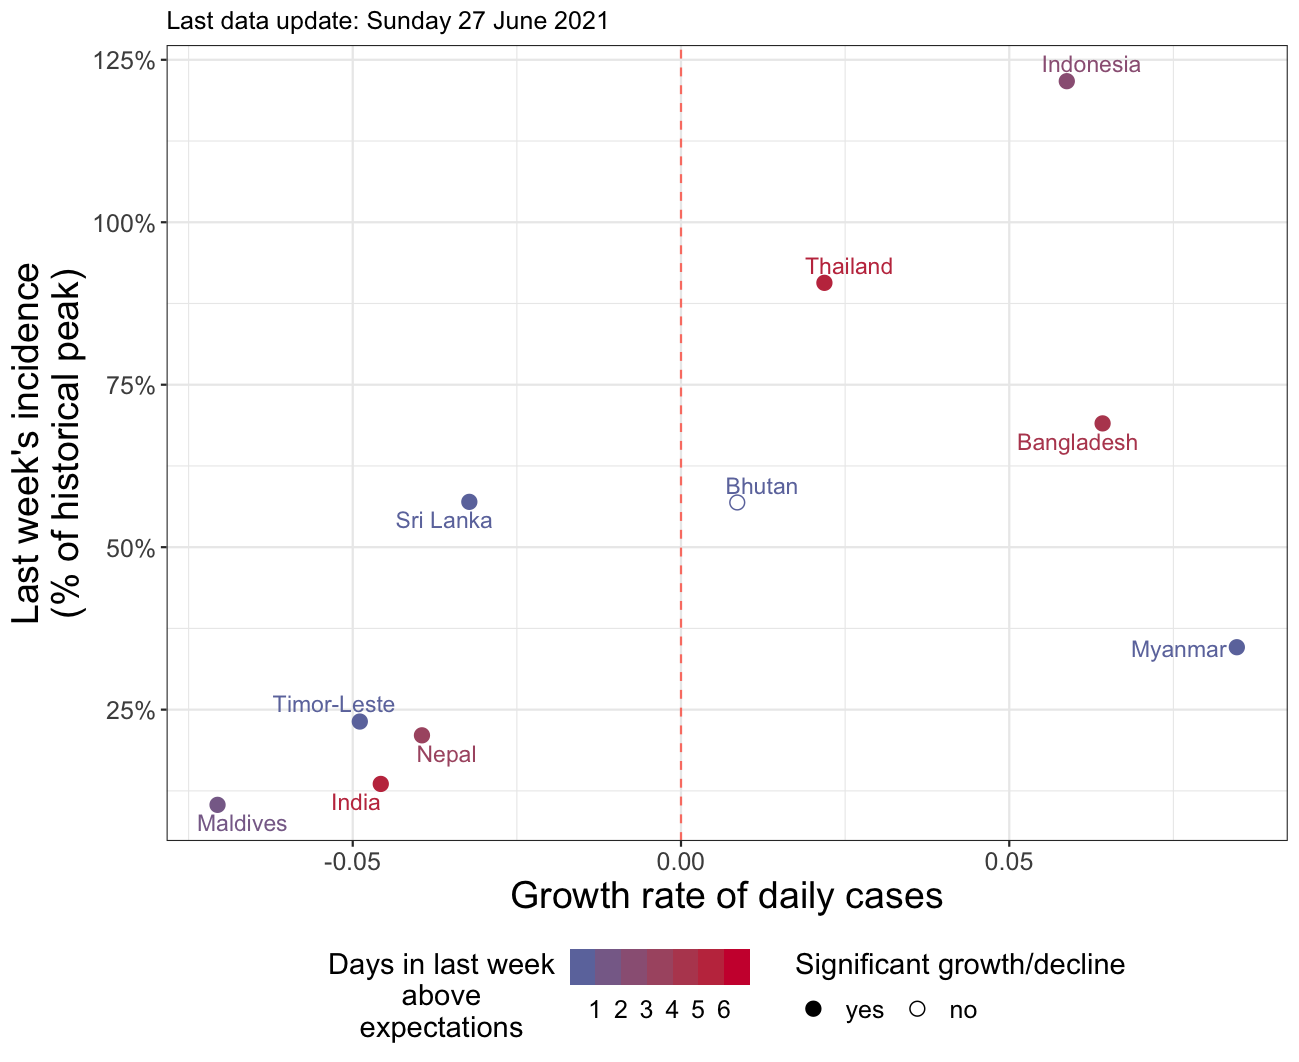 Last data update: Sunday 27 June 2021
125%
100%
75%
50%
25%
Last week's incidence
(% of historical peak)
Indonesia
Thailand
Bangladesh
Bhutan
Sri Lanka
Myanmar
Timor-Leste
Nepal
India
Maldives
-0.05 0.00 0.05
Growth rate of daily cases
Days in last week
above
expectations
1 2 3 4 5 6
Significant growth/decline
yes no